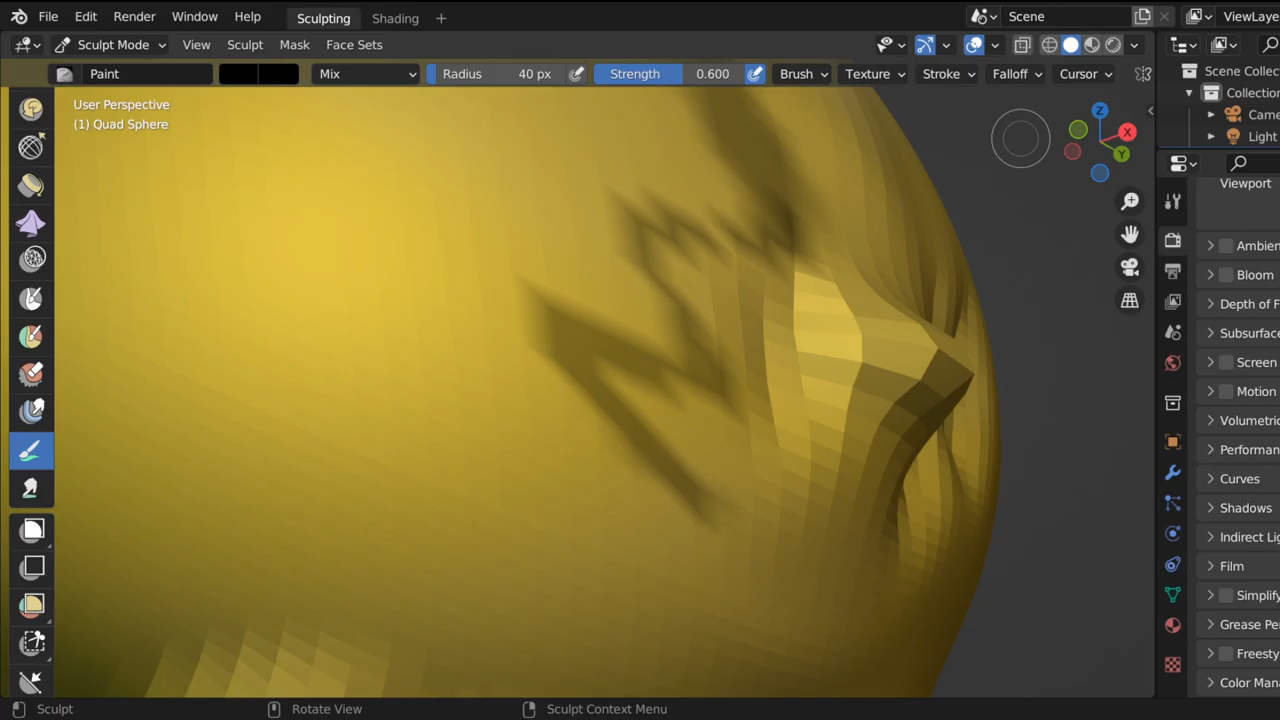 File Edit Render Window Help Sculpting Shading + Scene ViewLaye
Sculpt Mode View Sculpt Mask Face Sets
Paint Mix Radius 40 px Strength 0.600 Brush Texture Stroke Falloff Cursor
User Perspective
(1) Quad Sphere
Z
X
Y
Scene Collec
Collection
Came
Light
Viewport
Ambien
Bloom
Depth of F
Subsurfac
Screen
Motion
Volumetric
Performan
Curves
Shadows
Indirect Lig
Film
Simplify
Grease Pe
Freesty
Color Man
Sculpt Rotate View Sculpt Context Menu